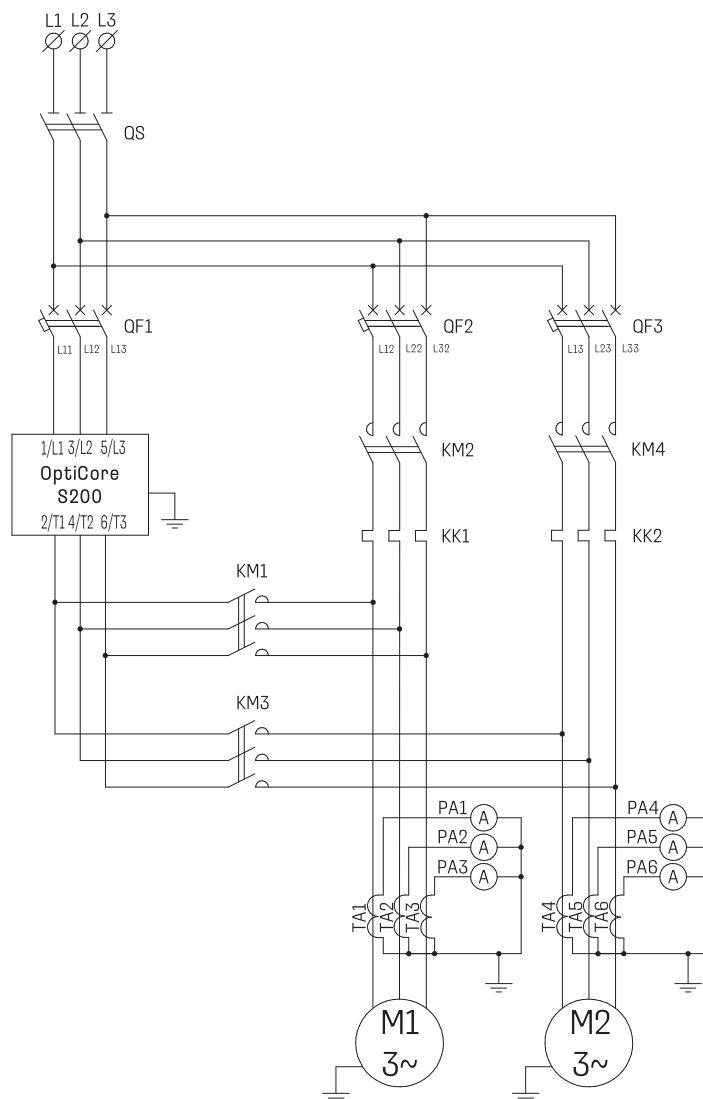 L1 L2 L3
QS
QF1 QF2 QF3
L11 L12 L13 L12 L22 L32 L13 L23 L33
1/L1 3/L2 5/L3
OptiCore
S200
2/T1 4/T2 6/T3
KM2 KM4
KK1 KK2
KM1
KM3
PA1 A PA4 A
PA2 A PA5 A
PA3 A PA6 A
TA1 TA2 TA3 TA4 TA5 TA6
M1 M2
3~ 3~